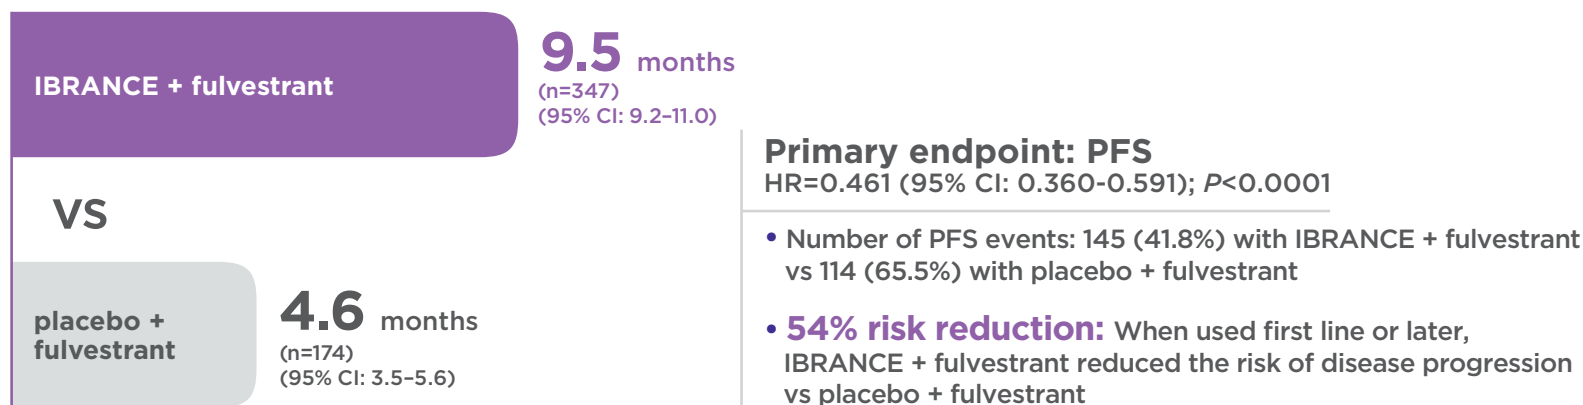 IBRANCE + fulvestrant
9.5 months
(n=347)
(95% CI: 9.2–11.0)
VS
placebo +
fulvestrant
4.6 months
(n=174)
(95% CI: 3.5–5.6)
Primary endpoint: PFS
HR=0.461 (95% CI: 0.360-0.591); P<0.0001
• Number of PFS events: 145 (41.8%) with IBRANCE + fulvestrant
vs 114 (65.5%) with placebo + fulvestrant
• 54% risk reduction: When used first line or later,
IBRANCE + fulvestrant reduced the risk of disease progression
vs placebo + fulvestrant